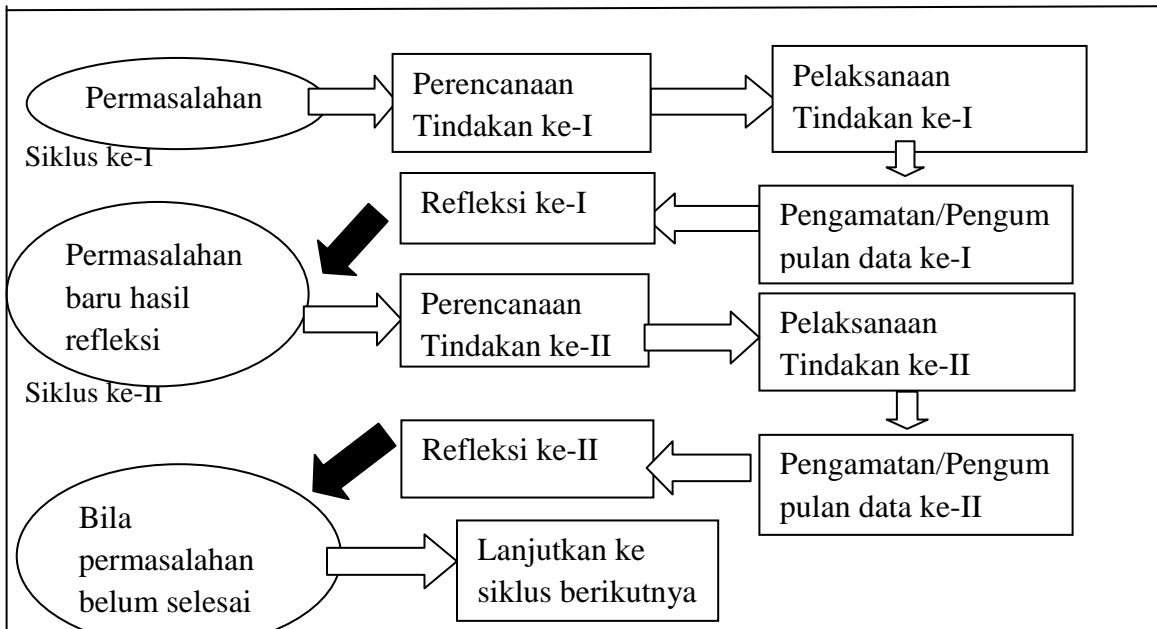 Permasalahan
Perencanaan
Tindakan ke-I
Pelaksanaan
Tindakan ke-I
Siklus ke-I
Refleksi ke-I
Pengamatan/Pengum
pulan data ke-I
Permasalahan
baru hasil
refleksi
Perencanaan
Tindakan ke-II
Pelaksanaan
Tindakan ke-II
Siklus ke-II
Refleksi ke-II
Pengamatan/Pengum
pulan data ke-II
Bila
permasalahan
belum selesai
Lanjutkan ke
siklus berikutnya